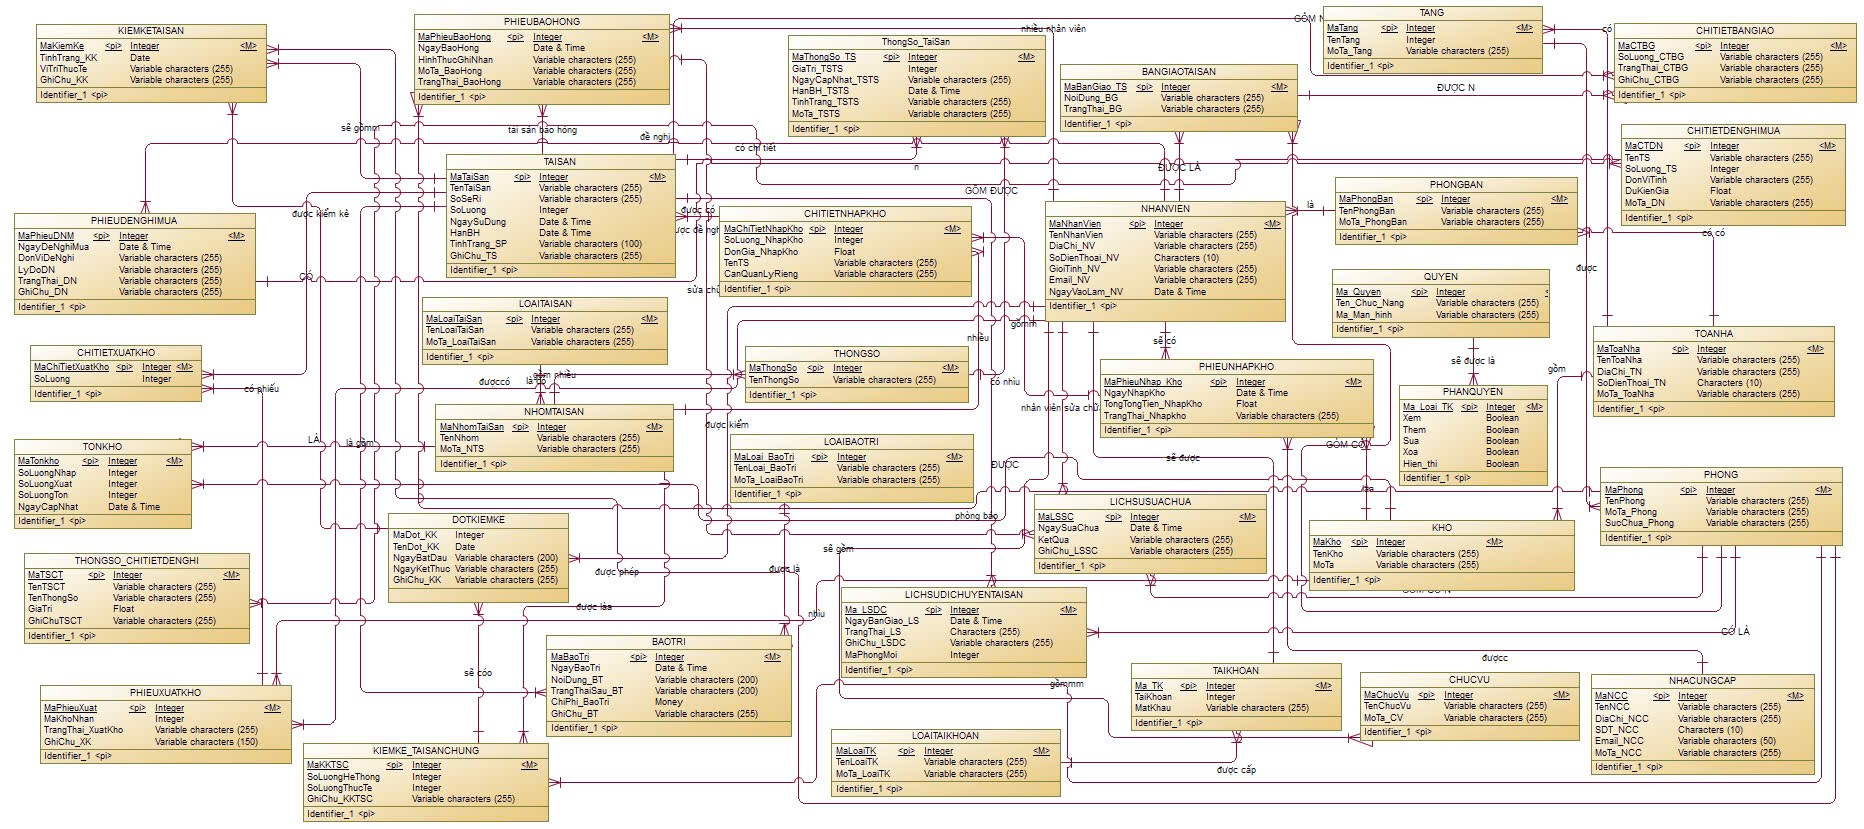 KIEMKETAISAN
MaKiemKe <pi> Integer <M>
TinhTrang_KK Date
ViTriThucTe Variable characters (255)
GhiChu_KK Variable characters (255)
Identifier_1 <pi>
PHIEUBAOHONG
MaPhieuBaoHong <pi> Integer <M>
NgayBaoHong Date & Time
HinhThucGhiNhan Variable characters (255)
MoTa_BaoHong Variable characters (255)
TrangThai_BaoHong Variable characters (255)
Identifier_1 <pi>
ThongSo_TaiSan
MaThongSo_TS <pi> Integer <M>
GiaTri_TSTS Integer
NgayCapNhat_TSTS Variable characters (255)
HanBH_TSTS Date & Time
TinhTrang_TSTS Variable characters (255)
MoTa_TSTS Variable characters (255)
Identifier_1 <pi>
nhiều nhân viên
BANGIAOTAISAN
MaBanGiao_TS <pi> Integer <M>
NoiDung_BG Variable characters (255)
TrangThai_BG Variable characters (255)
Identifier_1 <pi>
GỒM N
TANG
MaTang <pi> Integer <M>
TenTang Integer
MoTa_Tang Variable characters (255)
Identifier_1 <pi>
có
CHITIETBANGIAO
MaCTBG <pi> Integer <M>
SoLuong_CTBG Variable characters (255)
TrangThai_CTBG Variable characters (255)
GhiChu_CTBG Variable characters (255)
Identifier_1 <pi>
ĐƯỢC N
CHITIETDENGHIMUA
MaCTDN <pi> Integer <M>
TenTS Variable characters (255)
SoLuong_TS Integer
DonViTinh Variable characters (255)
DuKienGia Float
MoTa_DN Variable characters (255)
Identifier_1 <pi>
sẽ gồmm
tài sản báo hỏng
đề nghị
có chi tiết
n
ĐƯỢC LÀ
GỒM ĐƯỢC
TAISAN
MaTaiSan <pi> Integer <M>
TenTaiSan Variable characters (255)
SoSeRi Variable characters (255)
SoLuong Integer
NgaySuDung Date & Time
HanBH Date & Time
TinhTrang_SP Variable characters (100)
GhiChu_TS Variable characters (255)
Identifier_1 <pi>
PHONGBAN
MaPhongBan <pi> Integer <M>
TenPhongBan Variable characters (255)
MoTa_PhongBan Variable characters (255)
Identifier_1 <pi>
là
có có
được
PHIEUDENGHIMUA
MaPhieuDNM <pi> Integer <M>
NgayDeNghiMua Date & Time
DonViDeNghi Variable characters (255)
LyDoDN Variable characters (255)
TrangThai_DN Variable characters (255)
GhiChu_DN Variable characters (255)
Identifier_1 <pi>
được kiểm kê
CÓ
được có
CHITIETNHAPKHO
MaChiTietNhapKho <pi> Integer <M>
SoLuong_NhapKho Integer
DonGia_NhapKho Float
TenTS Variable characters (255)
CanQuanLyRieng Variable characters (255)
Identifier_1 <pi>
NHANVIEN
MaNhanVien <pi> Integer <M>
TenNhanVien Variable characters (255)
DiaChi_NV Variable characters (255)
SoDienThoai_NV Characters (10)
GioiTinh_NV Variable characters (255)
Email_NV Variable characters (255)
NgayVaoLam_NV Date & Time
Identifier_1 <pi>
QUYEN
Ma_Quyen <pi> Integer
Ten_Chuc_Nang Variable characters (255)
Ma_Man_hinh Variable characters (255)
Identifier_1 <pi>
LOAITAISAN
MaLoaiTaiSan <pi> Integer <M>
TenLoaiTaiSan Variable characters (255)
MoTa_LoaiTaiSan Variable characters (255)
Identifier_1 <pi>
gồmm
nhiều
sẽ có
sẽ được là
TOANHA
MaToaNha <pi> Integer <M>
TenToaNha Variable characters (255)
DiaChi_TN Variable characters (255)
SoDienThoai_TN Characters (10)
MoTa_ToaNha Variable characters (255)
Identifier_1 <pi>
CHITIETXUATKHO
MaChiTietXuatKho <pi> Integer <M>
SoLuong Integer
Identifier_1 <pi>
có phiếu
đượccó
gồm nhiều
THONGSO
MaThongSo <pi> Integer <M>
TenThongSo Variable characters (255)
Identifier_1 <pi>
có nhìu
PHIEUNHAPKHO
MaPhieuNhap_Kho <pi> Integer <M>
NgayNhapKho Date & Time
TongTongTien_NhapKho Float
TrangThai_Nhapkho Variable characters (255)
Identifier_1 <pi>
gồm
PHANQUYEN
Ma_Loai_TK <pi> Integer <M>
Xem Boolean
Them Boolean
Sua Boolean
Xoa Boolean
Hien_thi Boolean
Identifier_1 <pi>
NHOMTAISAN
MaNhomTaiSan <pi> Integer <M>
TenNhom Variable characters (255)
MoTa_NTS Variable characters (255)
Identifier_1 <pi>
được kiểm
TONKHO
MaTonkho <pi> Integer <M>
SoLuongNhap Integer
SoLuongXuat Integer
SoLuongTon Integer
NgayCapNhat Date & Time
Identifier_1 <pi>
LÀ
là gồm
LOAIBAOTRI
MaLoai_BaoTri <pi> Integer <M>
TenLoai_BaoTri Variable characters (255)
MoTa_LoaiBaoTri Variable characters (255)
Identifier_1 <pi>
ĐƯỢC
sẽ được
PHONG
MaPhong <pi> Integer <M>
TenPhong Variable characters (255)
MoTa_Phong Variable characters (255)
SucChua_Phong Variable characters (255)
Identifier_1 <pi>
DOTKIEMKE
MaDot_KK Integer
TenDot_KK Date
NgayBatDau Variable characters (200)
NgayKetThuc Variable characters (255)
GhiChu_KK Variable characters (255)
phòng báo
LICHSUSUACHUA
MaLSSC <pi> Integer <M>
NgaySuaChua Date & Time
KetQua Variable characters (255)
GhiChu_LSSC Variable characters (255)
Identifier_1 <pi>
KHO
MaKho <pi> Integer <M>
TenKho Variable characters (255)
MoTa Variable characters (255)
Identifier_1 <pi>
THONGSO_CHITIETDENGHI
MaTSCT <pi> Integer <M>
TenTSCT Variable characters (255)
TenThongSo Variable characters (255)
GiaTri Float
GhiChuTSCT Variable characters (255)
Identifier_1 <pi>
sẽ gồm
được phép
được là
được làa
nhìu
LICHSUDICHUYENTAISAN
Ma_LSDC <pi> Integer <M>
NgayBanGiao_LS Date & Time
TrangThai_LS Characters (255)
GhiChu_LSDC Variable characters (255)
MaPhongMoi Integer
Identifier_1 <pi>
CÓ LÀ
BAOTRI
MaBaoTri <pi> Integer <M>
NgayBaoTri Date & Time
NoiDung_BT Variable characters (200)
TrangThaiSau_BT Variable characters (200)
ChiPhi_BaoTri Money
GhiChu_BT Variable characters (255)
Identifier_1 <pi>
sẽ cóo
đượcc
gồmmm
PHIEUXUATKHO
MaPhieuXuat <pi> Integer <M>
MaKhoNhan Integer
TrangThai_XuatKho Variable characters (255)
GhiChu_XK Variable characters (150)
Identifier_1 <pi>
TAIKHOAN
Ma_TK <pi> Integer <M>
TaiKhoan Integer
MatKhau Variable characters (255)
Identifier_1 <pi>
CHUCVU
MaChucVu <pi> Integer <M>
TenChucVu Variable characters (255)
MoTa_CV Variable characters (255)
Identifier_1 <pi>
NHACUNGCAP
MaNCC <pi> Integer <M>
TenNCC Variable characters (255)
DiaChi_NCC Variable characters (255)
SDT_NCC Characters (10)
Email_NCC Variable characters (50)
MoTa_NCC Variable characters (255)
Identifier_1 <pi>
KIEMKE_TAISANCHUNG
MaKKTSC <pi> Integer <M>
SoLuongHeThong Integer
SoLuongThucTe Integer
GhiChu_KKTSC Variable characters (255)
Identifier_1 <pi>
LOAITAIKHOAN
MaLoaiTK <pi> Integer <M>
TenLoaiTK Variable characters (255)
MoTa_LoaiTK Variable characters (255)
Identifier_1 <pi>
được cấp